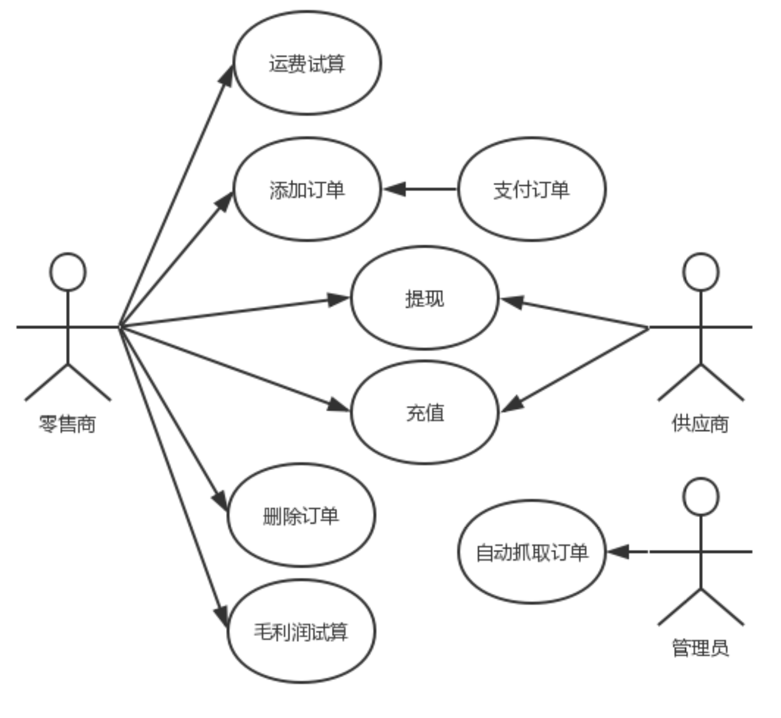 运费试算
添加订单
支付订单
提现
充值
零售商
供应商
删除订单
自动抓取订单
毛利润试算
管理员